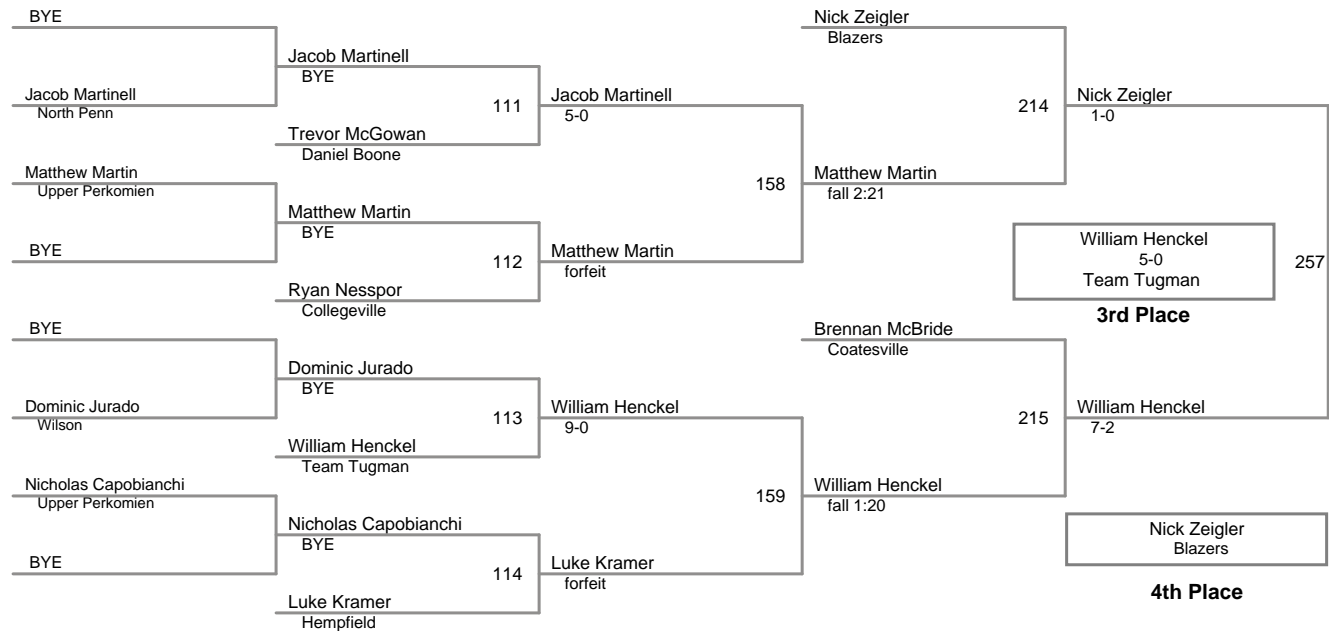 BYE
Jacob Martinell
BYE
Jacob Martinell
North Penn
111
Jacob Martinell
5-0
Trevor McGowan
Daniel Boone
Matthew Martin
Upper Perkomien
Matthew Martin
BYE
BYE
112
Matthew Martin
forfeit
Ryan Nesspor
Collegeville
158
Matthew Martin
fall 2:21
Nick Zeigler
Blazers
214
Nick Zeigler
1-0
William Henckel
5-0
Team Tugman
3rd Place
257
BYE
Dominic Jurado
BYE
Dominic Jurado
Wilson
113
William Henckel
9-0
William Henckel
Team Tugman
Nicholas Capobianchi
Upper Perkomien
Nicholas Capobianchi
BYE
BYE
114
Luke Kramer
forfeit
Luke Kramer
Hempfield
159
William Henckel
fall 1:20
Brennan McBride
Coatesville
215
William Henckel
7-2
Nick Zeigler
Blazers
4th Place